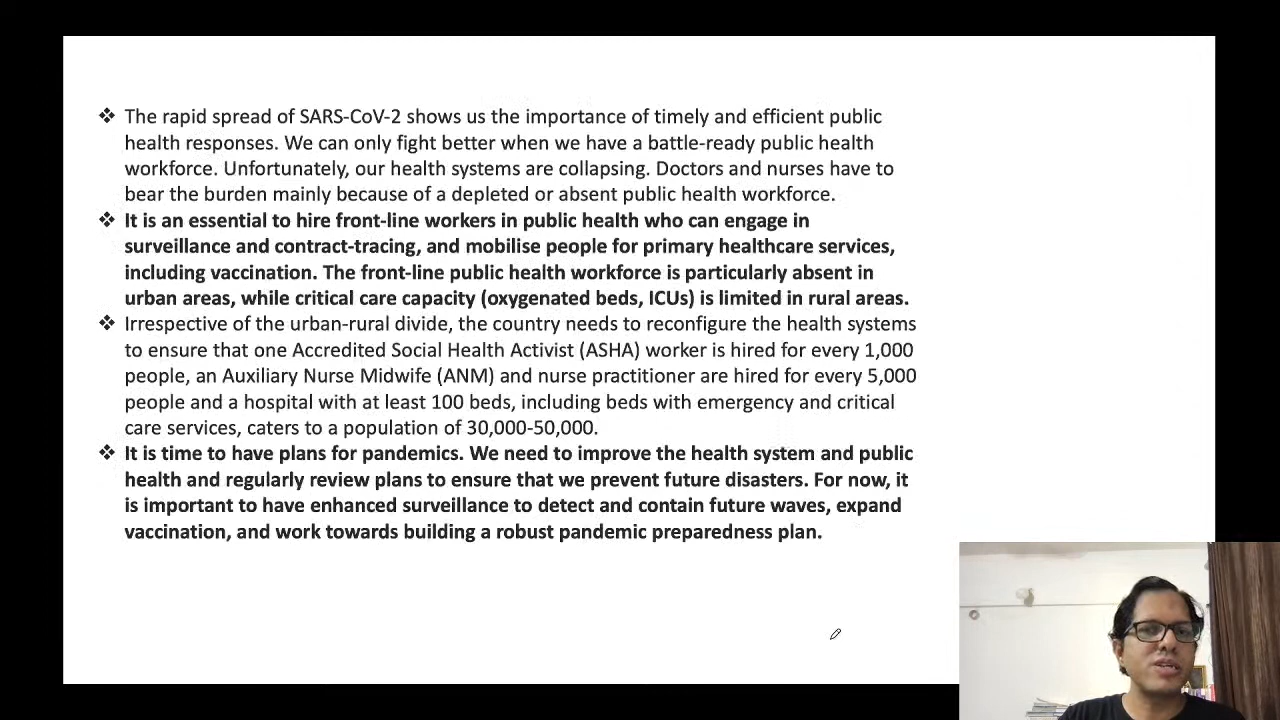 ❖ The rapid spread of SARS-CoV-2 shows us the importance of timely and efficient public
health responses. We can only fight better when we have a battle-ready public health
workforce. Unfortunately, our health systems are collapsing. Doctors and nurses have to
bear the burden mainly because of a depleted or absent public health workforce.
❖ It is an essential to hire front-line workers in public health who can engage in
surveillance and contract-tracing, and mobilise people for primary healthcare services,
including vaccination. The front-line public health workforce is particularly absent in
urban areas, while critical care capacity (oxygenated beds, ICUs) is limited in rural areas.
❖ Irrespective of the urban-rural divide, the country needs to reconfigure the health systems
to ensure that one Accredited Social Health Activist (ASHA) worker is hired for every 1,000
people, an Auxiliary Nurse Midwife (ANM) and nurse practitioner are hired for every 5,000
people and a hospital with at least 100 beds, including beds with emergency and critical
care services, caters to a population of 30,000-50,000.
❖ It is time to have plans for pandemics. We need to improve the health system and public
health and regularly review plans to ensure that we prevent future disasters. For now, it
is important to have enhanced surveillance to detect and contain future waves, expand
vaccination, and work towards building a robust pandemic preparedness plan.